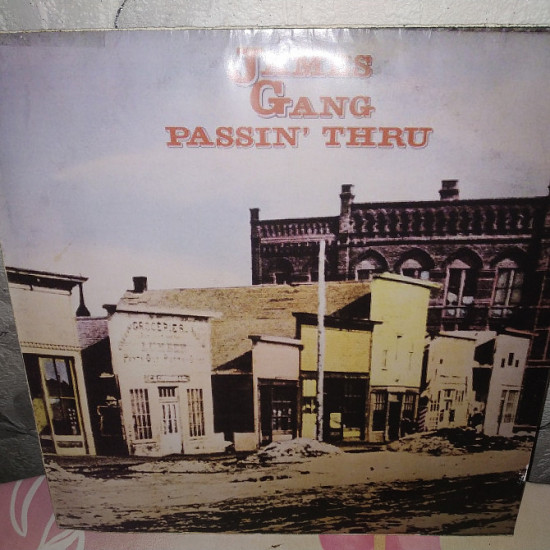 JAMES
GANG
PASSIN' THRU
GROCERIES